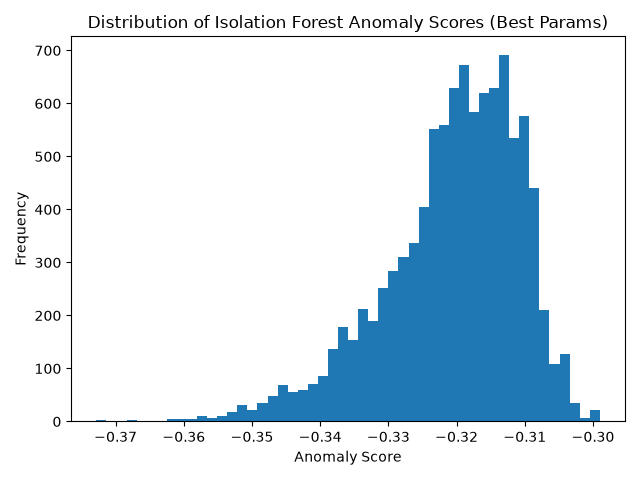 Distribution of Isolation Forest Anomaly Scores (Best Params)
700
600
500
400
300
200
100
0
Frequency
−0.37 −0.36 −0.35 −0.34 −0.33 −0.32 −0.31 −0.30
Anomaly Score